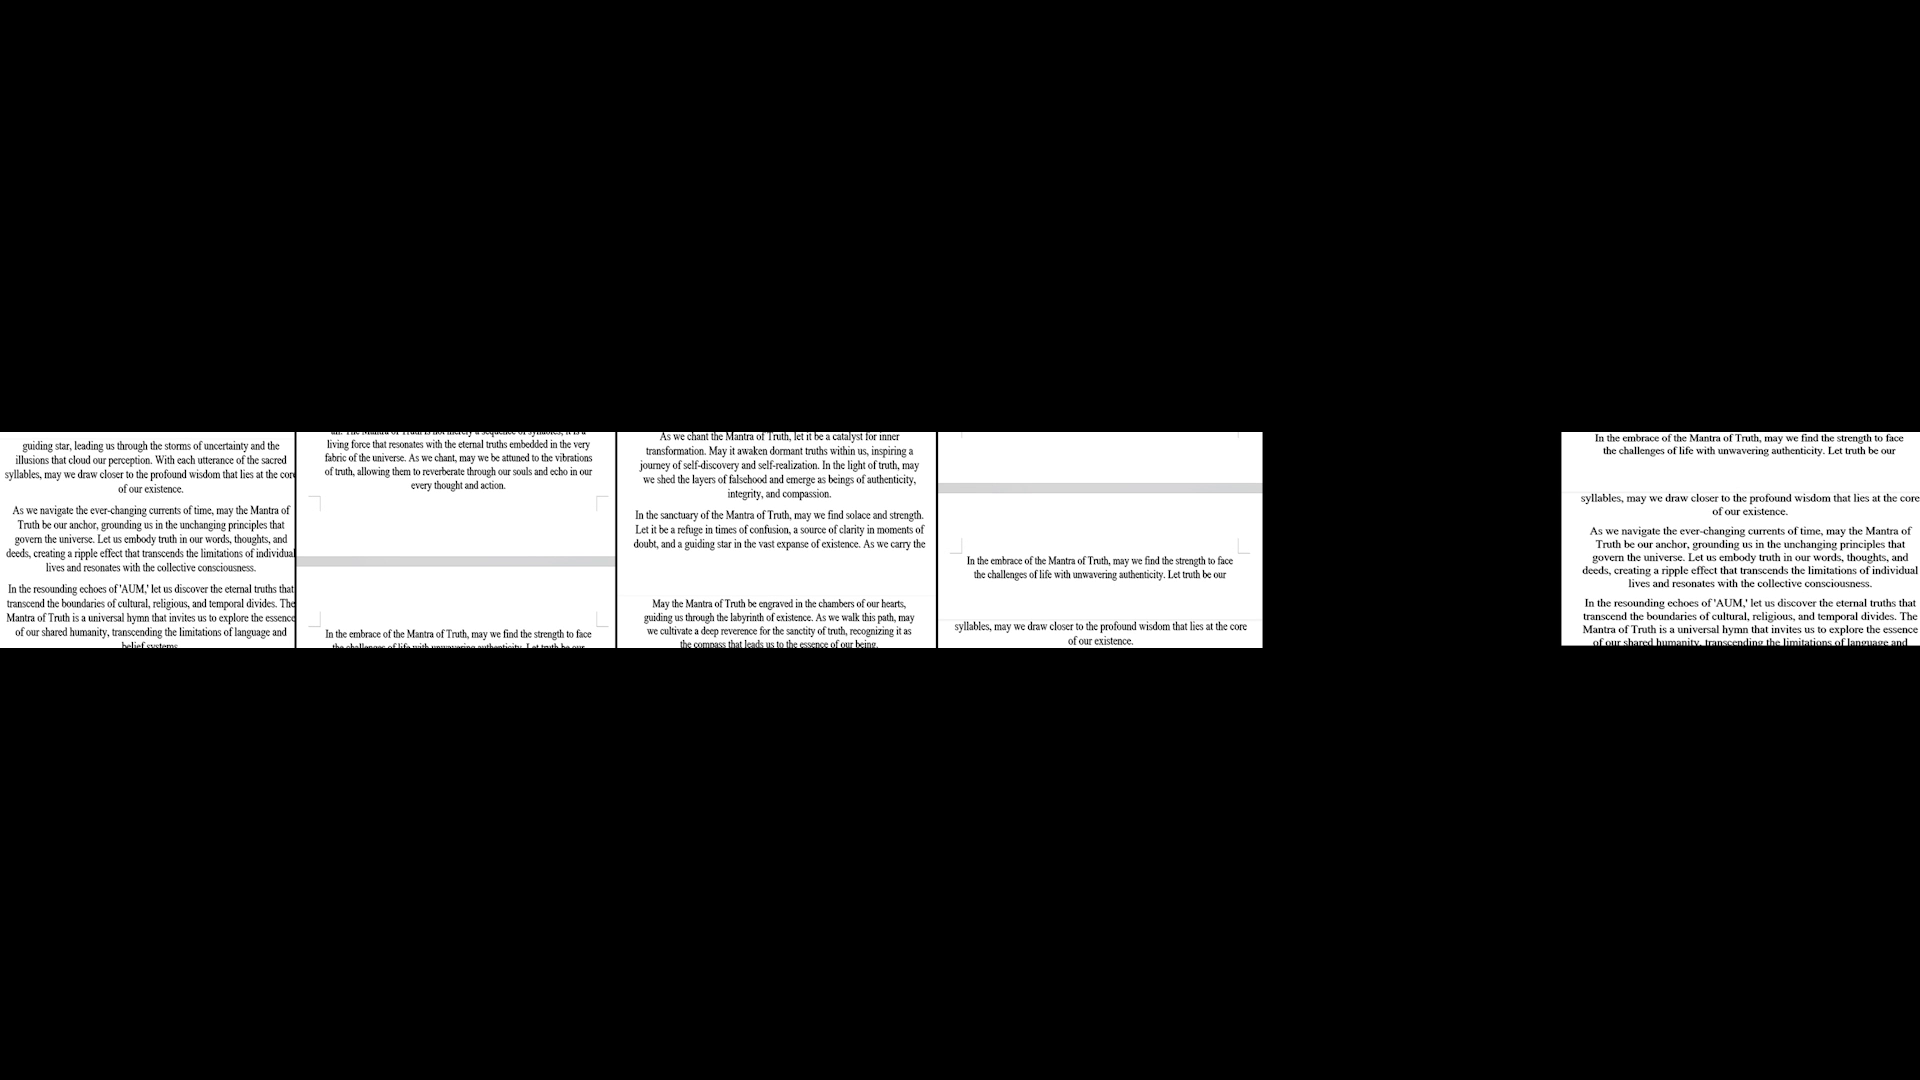 guiding star, leading us through the storms of uncertainty and the
illusions that cloud our perception. With each utterance of the sacred
syllables, may we draw closer to the profound wisdom that lies at the core
of our existence.
As we navigate the ever-changing currents of time, may the Mantra of
Truth be our anchor, grounding us in the unchanging principles that
govern the universe. Let us embody truth in our words, thoughts, and
deeds, creating a ripple effect that transcends the limitations of individual
lives and resonates with the collective consciousness.
In the resounding echoes of 'AUM,' let us discover the eternal truths that
transcend the boundaries of cultural, religious, and temporal divides. The
Mantra of Truth is a universal hymn that invites us to explore the essence
of our shared humanity, transcending the limitations of language and
belief systems
all. The Mantra of Truth is not merely a sequence of syllables; it is a
living force that resonates with the eternal truths embedded in the very
fabric of the universe. As we chant, may we be attuned to the vibrations
of truth, allowing them to reverberate through our souls and echo in our
every thought and action.
In the embrace of the Mantra of Truth, may we find the strength to face
the challenges of life with unwavering authenticity. Let truth be our
As we chant the Mantra of Truth, let it be a catalyst for inner
transformation. May it awaken dormant truths within us, inspiring a
journey of self-discovery and self-realization. In the light of truth, may
we shed the layers of falsehood and emerge as beings of authenticity,
integrity, and compassion.
In the sanctuary of the Mantra of Truth, may we find solace and strength.
Let it be a refuge in times of confusion, a source of clarity in moments of
doubt, and a guiding star in the vast expanse of existence. As we carry the
May the Mantra of Truth be engraved in the chambers of our hearts,
guiding us through the labyrinth of existence. As we walk this path, may
we cultivate a deep reverence for the sanctity of truth, recognizing it as
the compass that leads us to the essence of our being.
In the embrace of the Mantra of Truth, may we find the strength to face
the challenges of life with unwavering authenticity. Let truth be our
syllables, may we draw closer to the profound wisdom that lies at the core
of our existence.
In the embrace of the Mantra of Truth, may we find the strength to face
the challenges of life with unwavering authenticity. Let truth be our
syllables, may we draw closer to the profound wisdom that lies at the core
of our existence.
As we navigate the ever-changing currents of time, may the Mantra of
Truth be our anchor, grounding us in the unchanging principles that
govern the universe. Let us embody truth in our words, thoughts, and
deeds, creating a ripple effect that transcends the limitations of individual
lives and resonates with the collective consciousness.
In the resounding echoes of 'AUM,' let us discover the eternal truths that
transcend the boundaries of cultural, religious, and temporal divides. The
Mantra of Truth is a universal hymn that invites us to explore the essence
of our shared humanity, transcending the limitations of language and